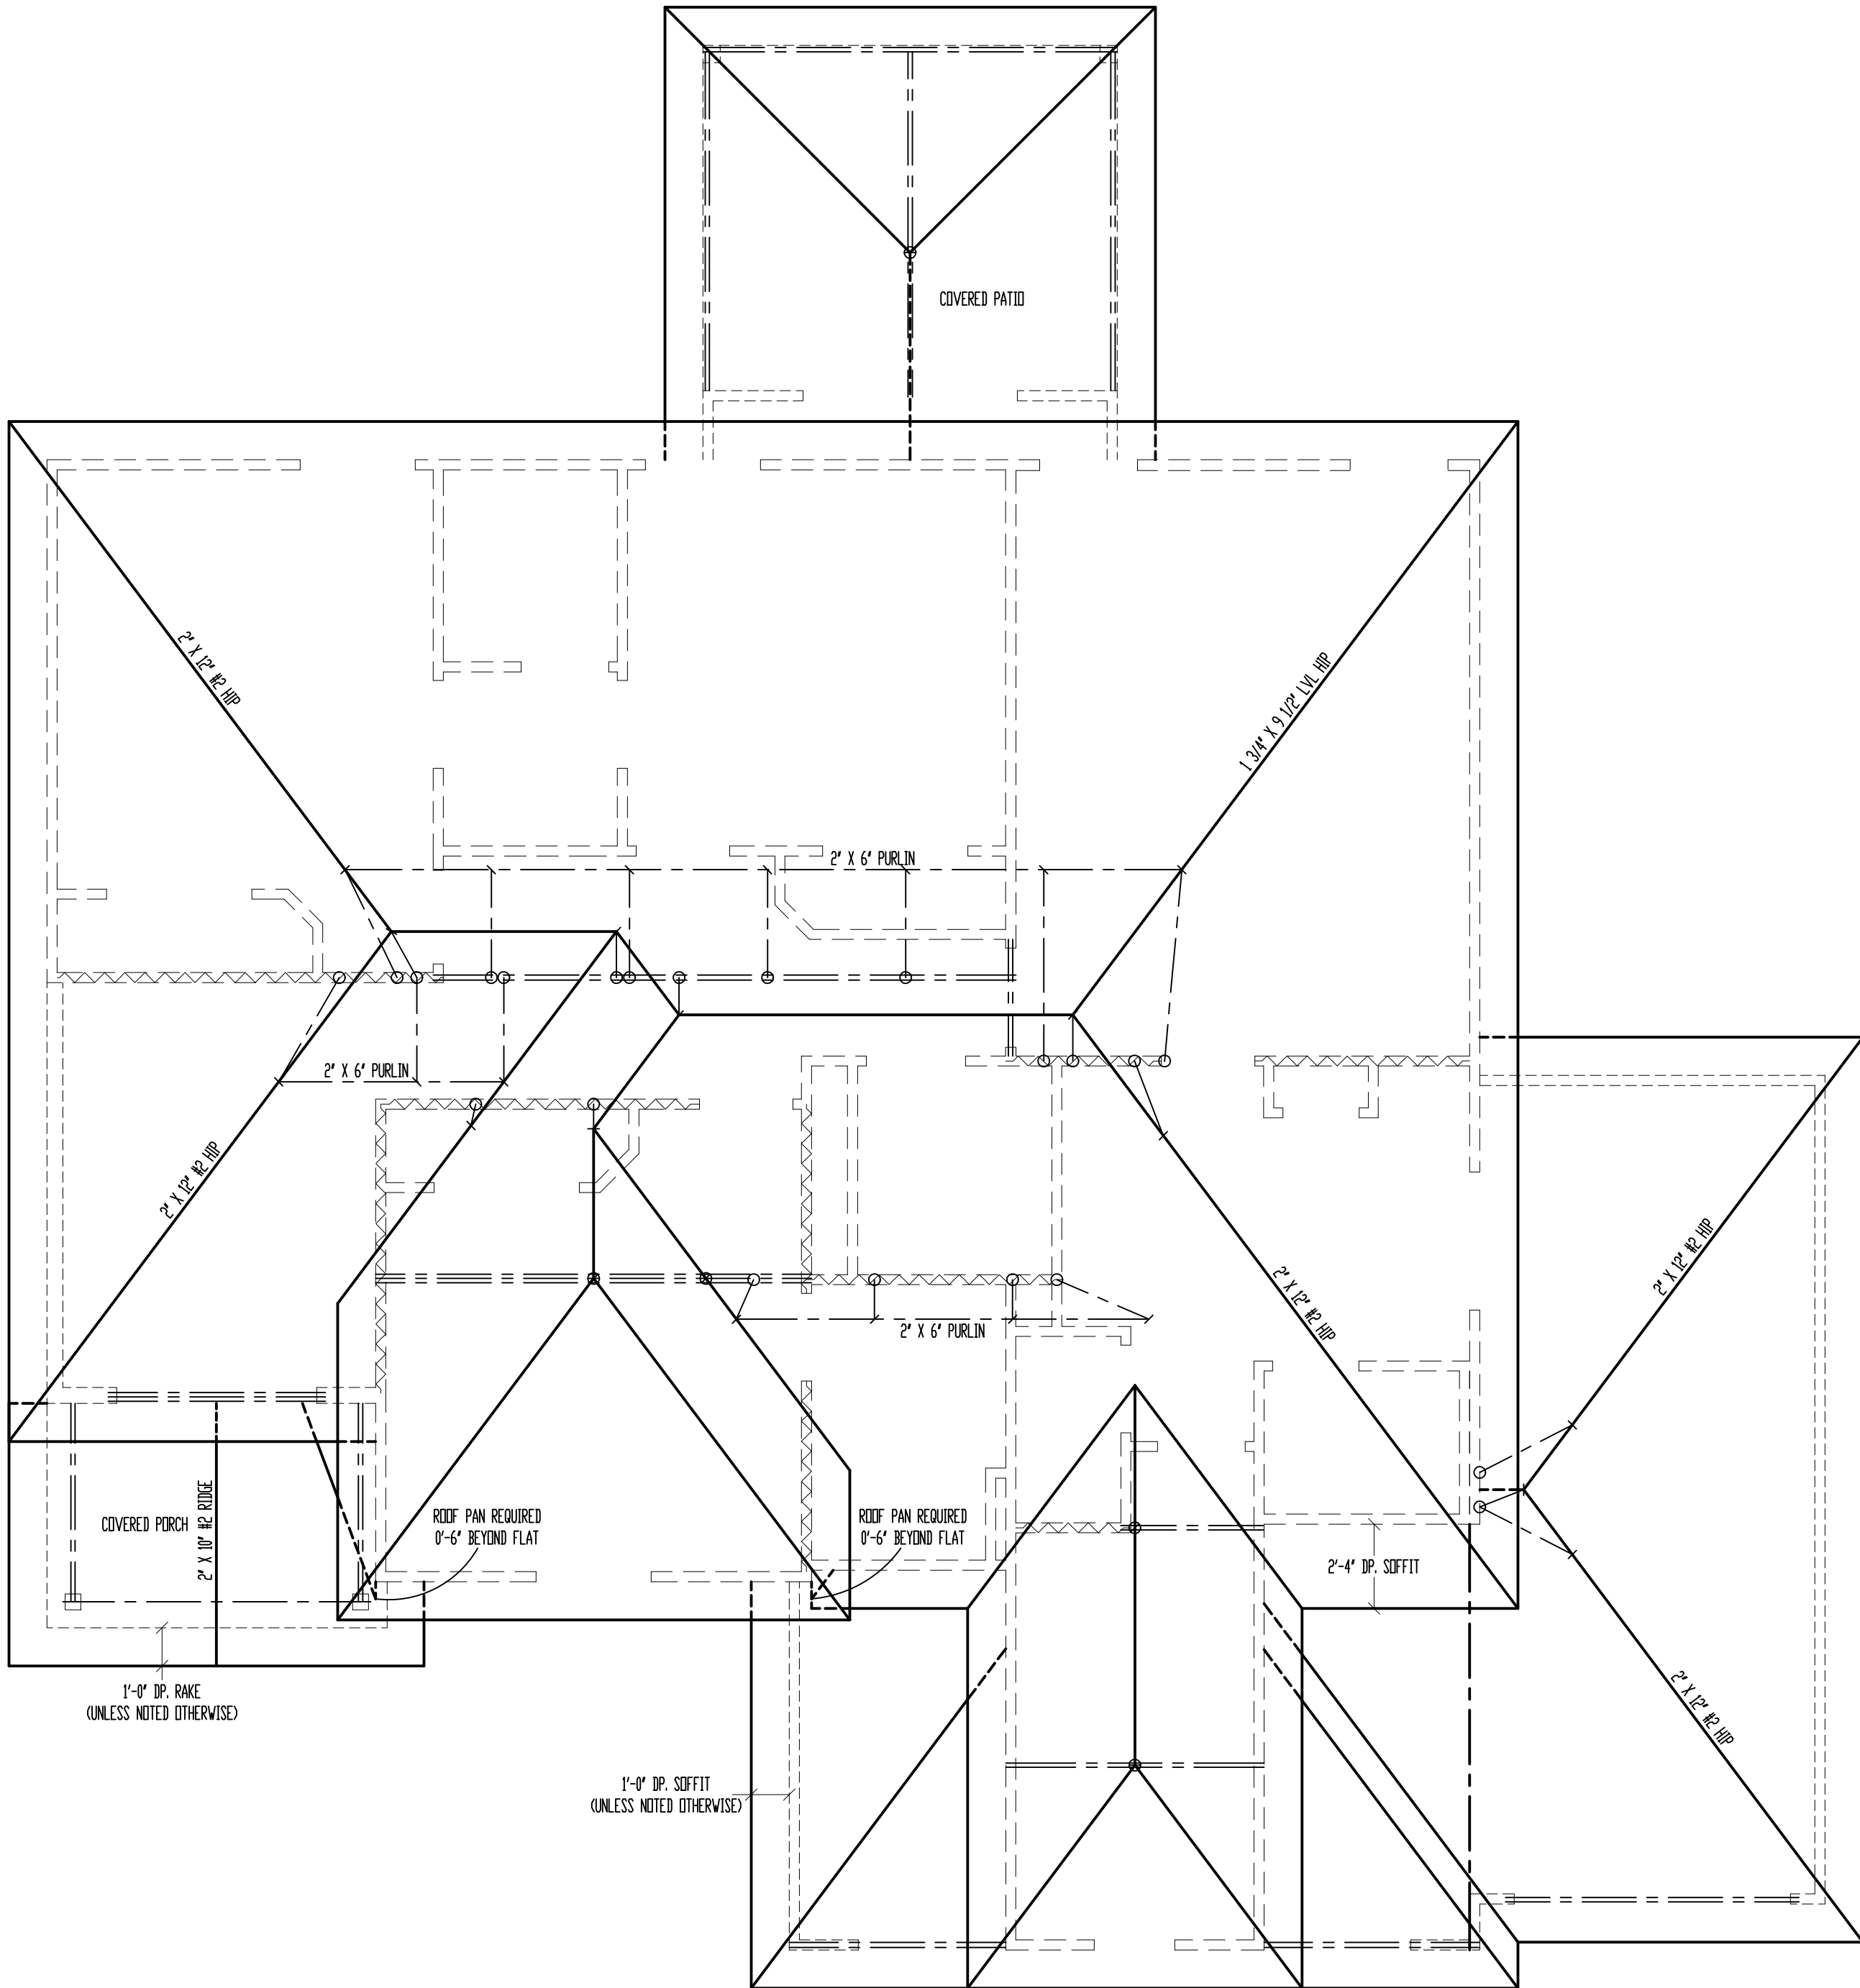 COVERED PATIO
2" X 12" #2 HIP
1 3/4" X 9 1/2" LVL HIP
2" X 6" PURLIN
2" X 6" PURLIN
2" X 12" #2 HIP
2" X 12" #2 HIP
2" X 12" #2 HIP
2" X 6" PURLIN
COVERED PORCH
2" X 10" #2 RIDGE
ROOF PAN REQUIRED
0'-6" BEYOND FLAT
ROOF PAN REQUIRED
0'-6" BEYOND FLAT
2'-4" DP. SOFFIT
1'-0" DP. RAKE
(UNLESS NOTED OTHERWISE)
2" X 12" #2 HIP
1'-0" DP. SOFFIT
(UNLESS NOTED OTHERWISE)